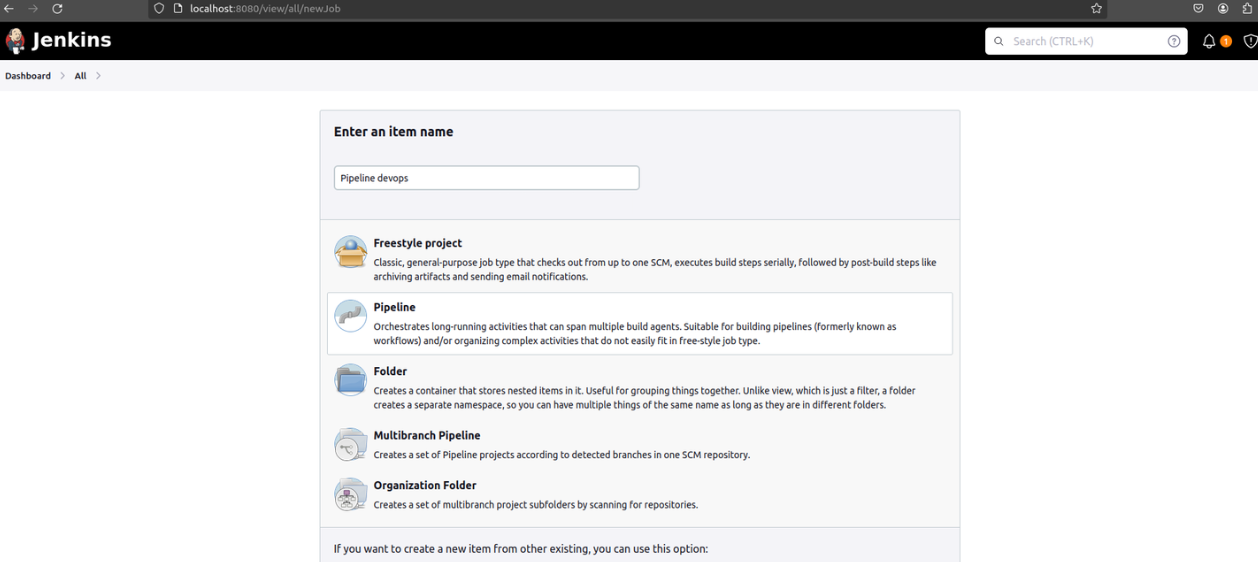 localhost:8080/view/all/newJob
Jenkins
Search (CTRL+K)
?
1
Dashboard
All
Enter an item name
Pipeline devops
Freestyle project
Classic, general-purpose job type that checks out from up to one SCM, executes build steps serially, followed by post-build steps like
archiving artifacts and sending email notifications.
Pipeline
Orchestrates long-running activities that can span multiple build agents. Suitable for building pipelines (formerly known as
workflows) and/or organizing complex activities that do not easily fit in free-style job type.
Folder
Creates a container that stores nested items in it. Useful for grouping things together. Unlike view, which is just a filter, a folder
creates a separate namespace, so you can have multiple things of the same name as long as they are in different folders.
Multibranch Pipeline
Creates a set of Pipeline projects according to detected branches in one SCM repository.
Organization Folder
Creates a set of multibranch project subfolders by scanning for repositories.
If you want to create a new item from other existing, you can use this option: